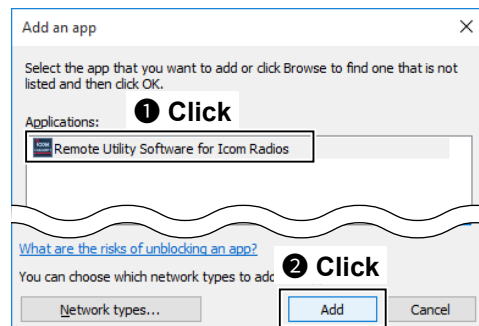 Add an app
Select the app that you want to add or click Browse to find one that is not
listed and then click OK.
❶ Click
Applications:
Remote Utility Software for Icom Radios
What are the risks of unblocking an app?
You can choose which network types to add
❷ Click
Network types...
Add
Cancel